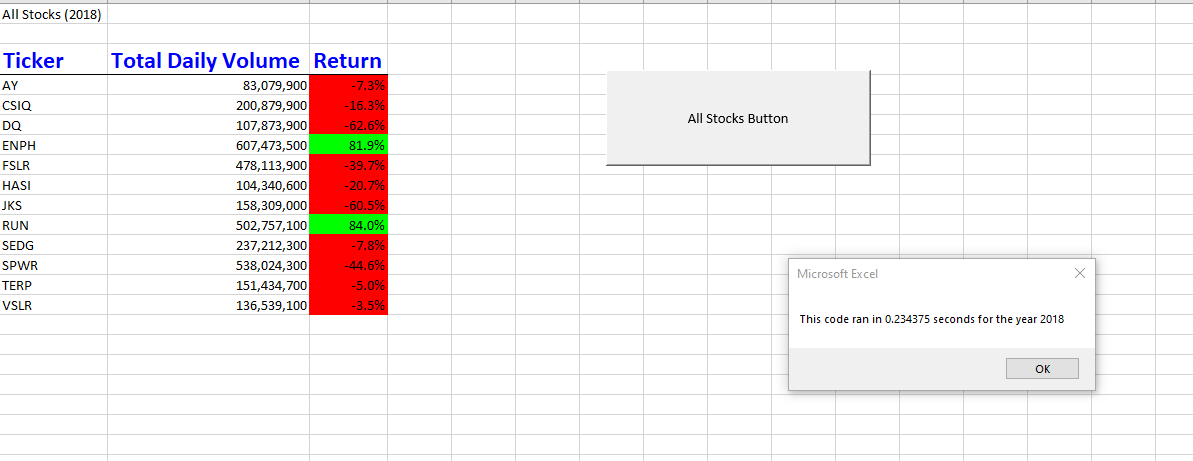 All Stocks (2018)
Ticker Total Daily Volume Return
AY 83,079,900 -7.3%
CSIQ 200,879,900 -16.3%
DQ 107,873,900 -62.6%
ENPH 607,473,500 81.9%
FSLR 478,113,900 -39.7%
HASI 104,340,600 -20.7%
JKS 158,309,000 -60.5%
RUN 502,757,100 84.0%
SEDG 237,212,300 -7.8%
SPWR 538,024,300 -44.6%
TERP 151,434,700 -5.0%
VSLR 136,539,100 -3.5%
All Stocks Button
Microsoft Excel
This code ran in 0.234375 seconds for the year 2018
OK